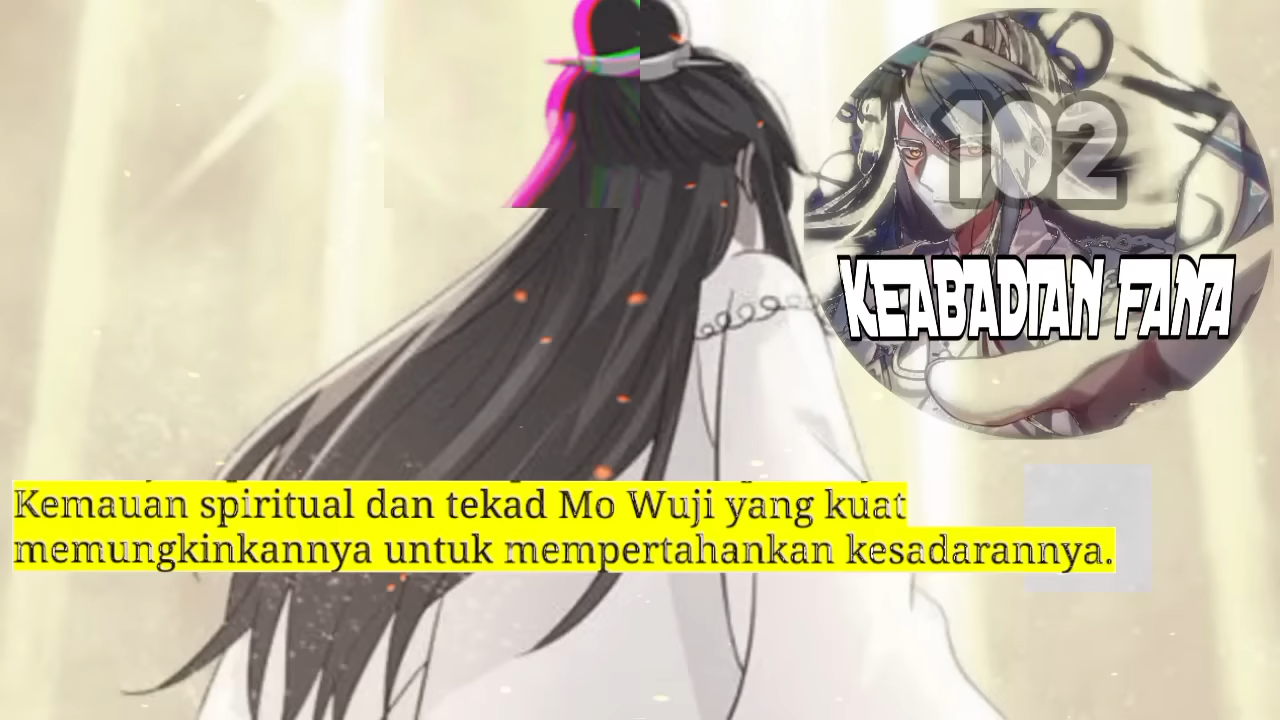 102
KEABADIAN FANA
Kemauan spiritual dan tekad Mo Wuji yang kuat
memungkinkannya untuk mempertahankan kesadarannya.